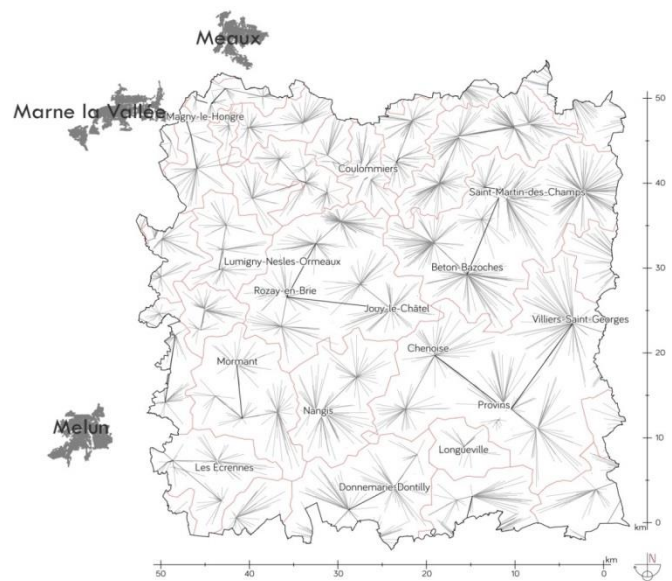 Meaux
Marne la Vallée
Magny-le-Hongre
50
Coulommiers
40
Saint-Martin-des-Champs
Lumigny-Nesles-Ormeaux
Beton-Bazoches
30
Rozay-en-Brie
Jouy-le-Châtel
Villiers-Saint-Georges
Chenoise
20
Mormant
Provins
Nangis
Melun
10
Longueville
Les Ecrennes
Donnemarie-Dontilly
0
km
km
N
50
40
30
20
10
0